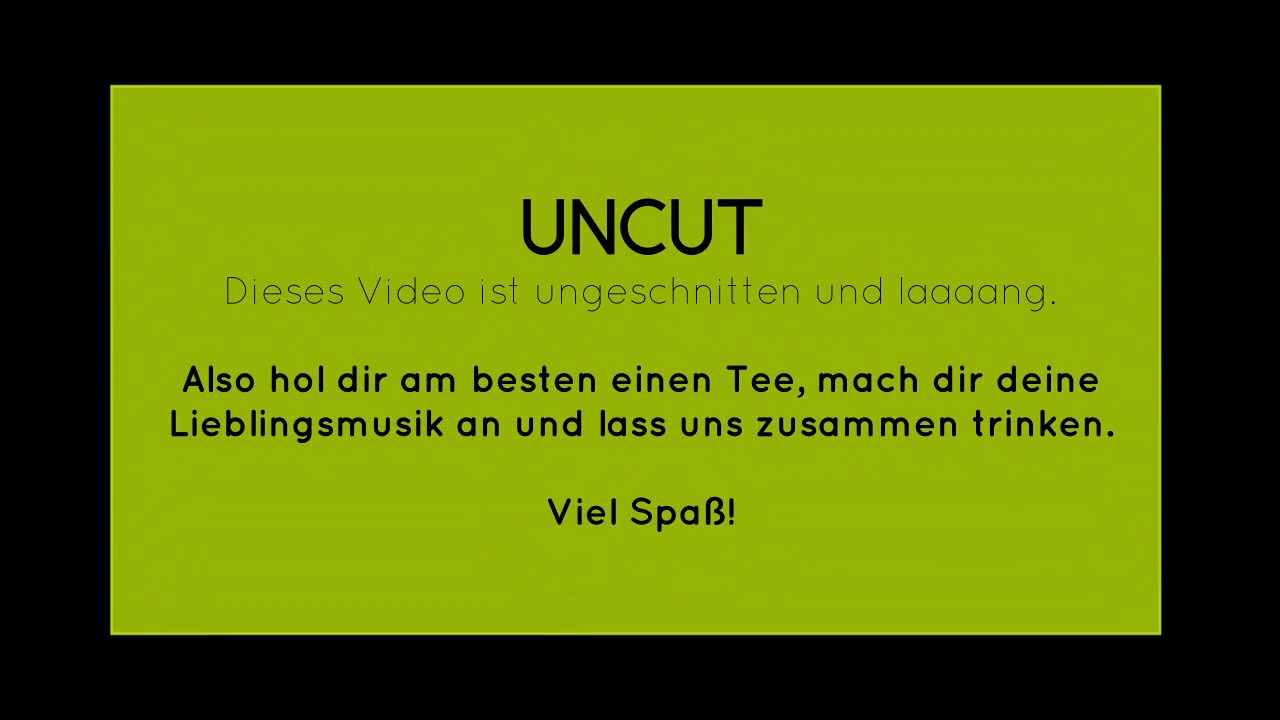 UNCUT
Dieses Video ist ungeschnitten und laaaang.
Also hol dir am besten einen Tee, mach dir deine
Lieblingsmusik an und lass uns zusammen trinken.
Viel Spaß!